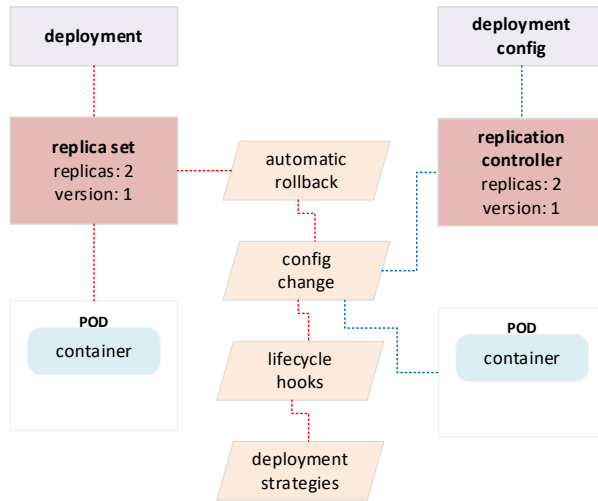 deployment
deployment
config
replica set
replicas: 2
version: 1
automatic
rollback
replication
controller
replicas: 2
version: 1
config
change
POD
container
POD
container
lifecycle
hooks
deployment
strategies